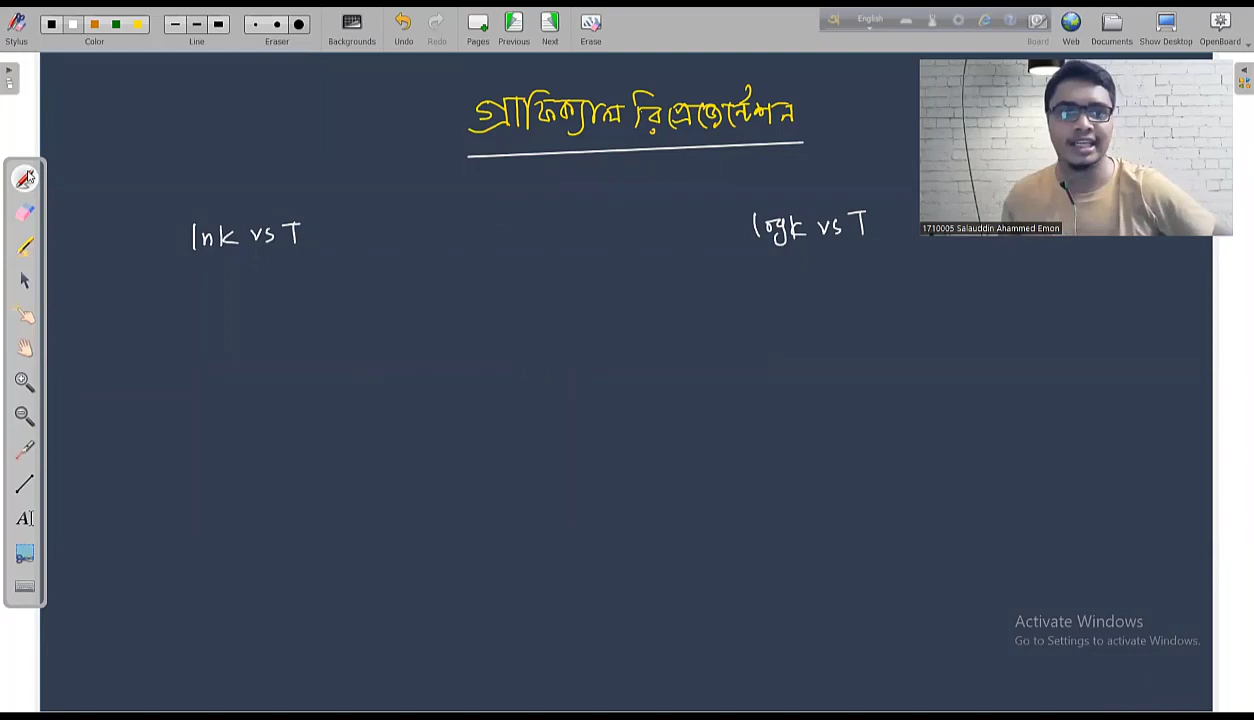 Stylus Color Line Eraser Backgrounds Undo Redo Pages Previous Next Erase English Board Web Documents Show Desktop OpenBoard
গ্রাফিক্যাল রিপ্রেজেন্টেশন
lnk vs T
logk vs T
1710005 Salauddin Ahammed Emon
Activate Windows
Go to Settings to activate Windows.